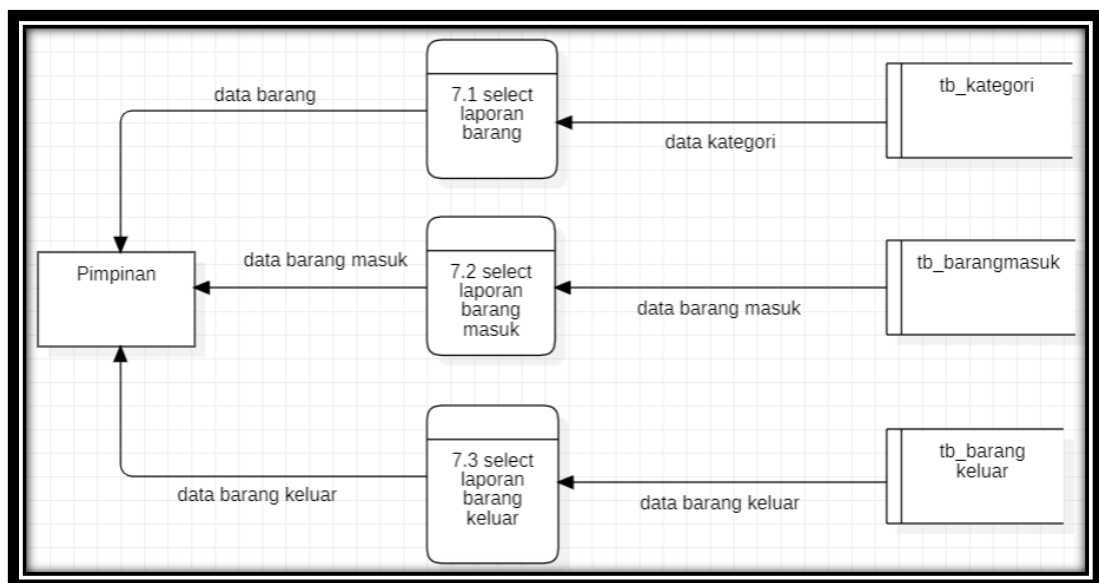 data barang
7.1 select
laporan
barang
data kategori
tb_kategori
Pimpinan
data barang masuk
7.2 select
laporan
barang
masuk
data barang masuk
tb_barangmasuk
data barang keluar
7.3 select
laporan
barang
keluar
data barang keluar
tb_barang
keluar